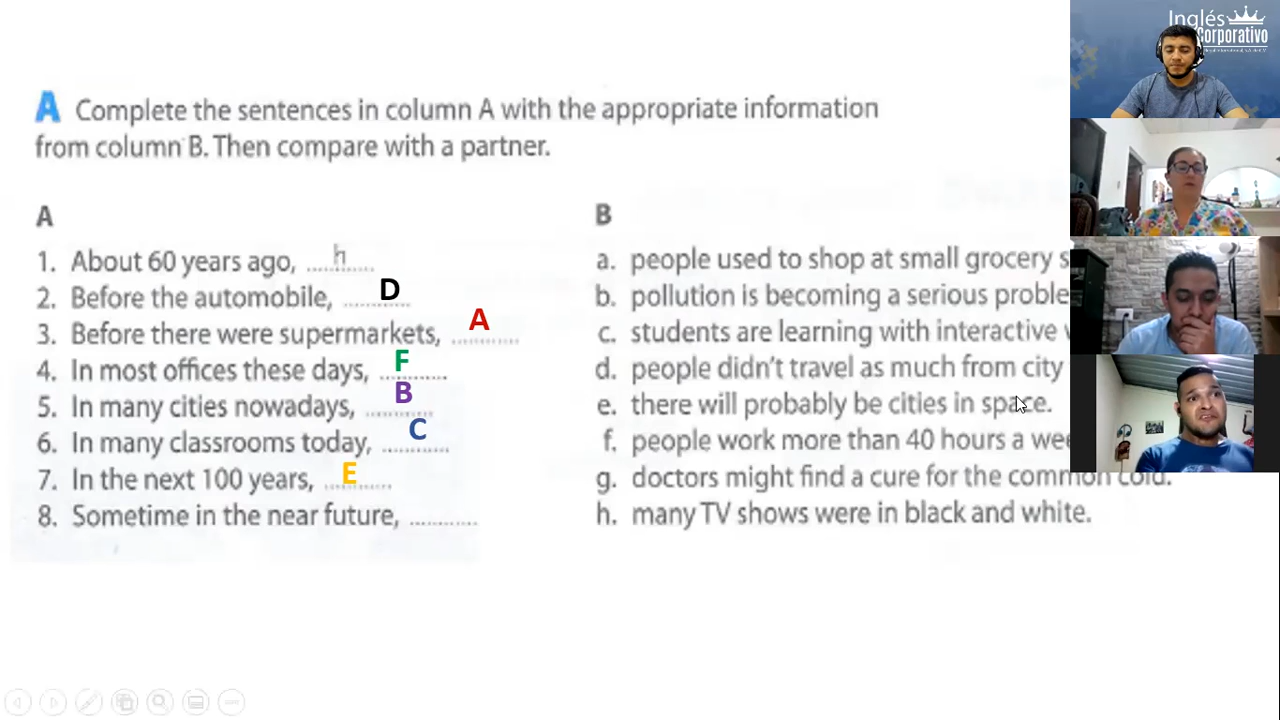 Inglés
Corporativo
A Complete the sentences in column A with the appropriate information
from column B. Then compare with a partner.
A
1. About 60 years ago, h
2. Before the automobile, D
3. Before there were supermarkets, A
4. In most offices these days, F
5. In many cities nowadays, B
6. In many classrooms today, C
7. In the next 100 years, E
8. Sometime in the near future, ............
B
a. people used to shop at small grocery s
b. pollution is becoming a serious proble
c. students are learning with interactive
d. people didn't travel as much from city
e. there will probably be cities in space.
f. people work more than 40 hours a wee
g. doctors might find a cure for the common cold.
h. many TV shows were in black and white.